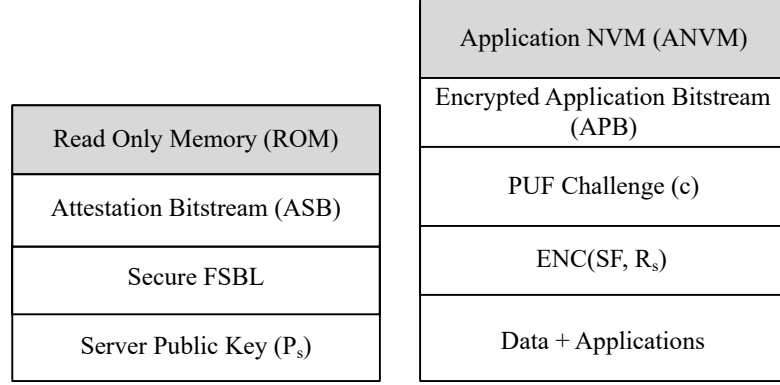 Read Only Memory (ROM)
Attestation Bitstream (ASB)
Secure FSBL
Server Public Key (Pₛ)
Application NVM (ANVM)
Encrypted Application Bitstream
(APB)
PUF Challenge (c)
ENC(SF, Rₛ)
Data + Applications